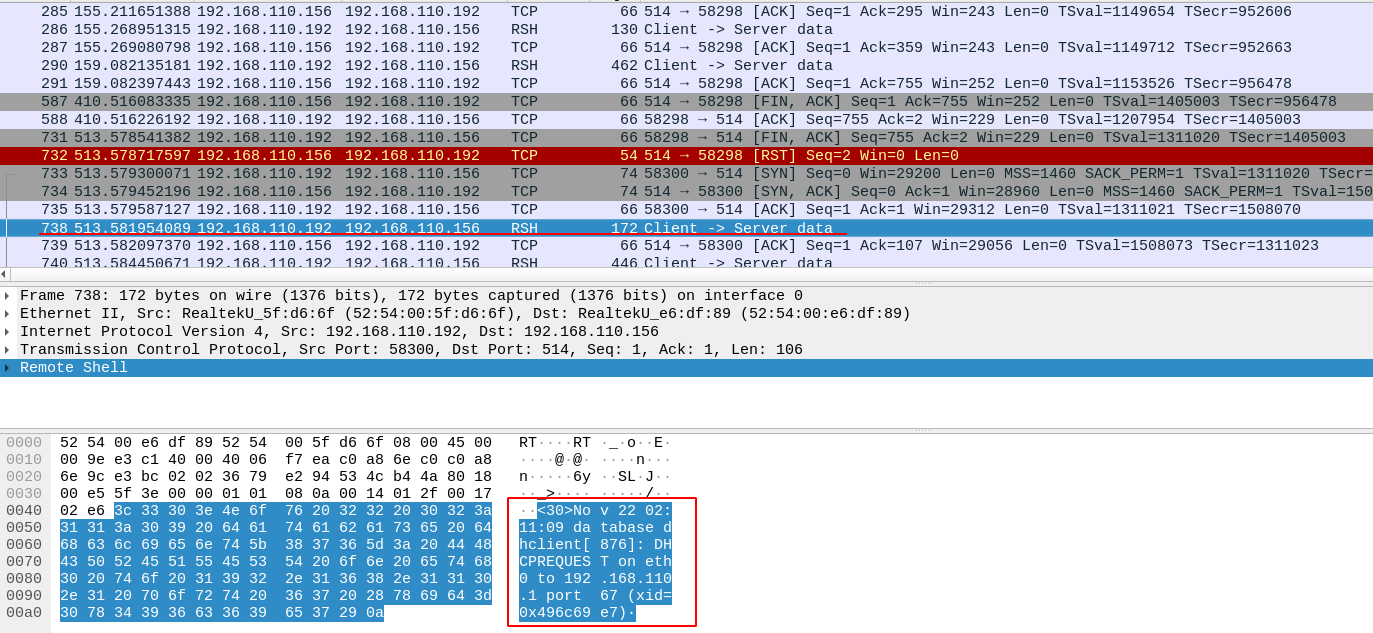 285 155.211651388 192.168.110.156 192.168.110.192 TCP 66 514 → 58298 [ACK] Seq=1 Ack=295 Win=243 Len=0 TSval=1149654 TSecr=952606
286 155.268951315 192.168.110.192 192.168.110.156 RSH 130 Client -> Server data
287 155.269080798 192.168.110.156 192.168.110.192 TCP 66 514 → 58298 [ACK] Seq=1 Ack=359 Win=243 Len=0 TSval=1149712 TSecr=952663
290 159.082135181 192.168.110.192 192.168.110.156 RSH 462 Client -> Server data
291 159.082397443 192.168.110.156 192.168.110.192 TCP 66 514 → 58298 [ACK] Seq=1 Ack=755 Win=252 Len=0 TSval=1153526 TSecr=956478
587 410.516083335 192.168.110.156 192.168.110.192 TCP 66 514 → 58298 [FIN, ACK] Seq=1 Ack=755 Win=252 Len=0 TSval=1405003 TSecr=956478
588 410.516226192 192.168.110.192 192.168.110.156 TCP 66 58298 → 514 [ACK] Seq=755 Ack=2 Win=229 Len=0 TSval=1207954 TSecr=1405003
731 513.578541382 192.168.110.192 192.168.110.156 TCP 66 58298 → 514 [FIN, ACK] Seq=755 Ack=2 Win=229 Len=0 TSval=1311020 TSecr=1405003
732 513.578717597 192.168.110.156 192.168.110.192 TCP 54 514 → 58298 [RST] Seq=2 Win=0 Len=0
733 513.579300071 192.168.110.192 192.168.110.156 TCP 74 58300 → 514 [SYN] Seq=0 Win=29200 Len=0 MSS=1460 SACK_PERM=1 TSval=1311020 TSecr=
734 513.579452196 192.168.110.156 192.168.110.192 TCP 74 514 → 58300 [SYN, ACK] Seq=0 Ack=1 Win=28960 Len=0 MSS=1460 SACK_PERM=1 TSval=150
735 513.579587127 192.168.110.192 192.168.110.156 TCP 66 58300 → 514 [ACK] Seq=1 Ack=1 Win=29312 Len=0 TSval=1311021 TSecr=1508070
738 513.581954089 192.168.110.192 192.168.110.156 RSH 172 Client -> Server data
739 513.582097370 192.168.110.156 192.168.110.192 TCP 66 514 → 58300 [ACK] Seq=1 Ack=107 Win=29056 Len=0 TSval=1508073 TSecr=1311023
740 513.584450671 192.168.110.192 192.168.110.156 RSH 446 Client -> Server data
Frame 738: 172 bytes on wire (1376 bits), 172 bytes captured (1376 bits) on interface 0
Ethernet II, Src: RealtekU_5f:d6:6f (52:54:00:5f:d6:6f), Dst: RealtekU_e6:df:89 (52:54:00:e6:df:89)
Internet Protocol Version 4, Src: 192.168.110.192, Dst: 192.168.110.156
Transmission Control Protocol, Src Port: 58300, Dst Port: 514, Seq: 1, Ack: 1, Len: 106
Remote Shell
0000 52 54 00 e6 df 89 52 54 00 5f d6 6f 08 00 45 00 RT····RT ·_·o··E·
0010 00 9e e3 c1 40 00 40 06 f7 ea c0 a8 6e c0 c0 a8 ····@·@· ····n···
0020 6e 9c e3 bc 02 02 36 79 e2 94 53 4c b4 4a 80 18 n·····6y ··SL·J··
0030 00 e5 5f 3e 00 00 01 01 08 0a 00 14 01 2f 00 17 ··_>···· ·····/··
0040 02 e6 3c 33 30 3e 4e 6f 76 20 32 32 20 30 32 3a ··<30>No v 22 02:
0050 31 31 3a 30 39 20 64 61 74 61 62 61 73 65 20 64 11:09 da tabase d
0060 68 63 6c 69 65 6e 74 5b 38 37 36 5d 3a 20 44 48 hclient[ 876]: DH
0070 43 50 52 45 51 55 45 53 54 20 6f 6e 20 65 74 68 CPREQUES T on eth
0080 30 20 74 6f 20 31 39 32 2e 31 36 38 2e 31 31 30 0 to 192 .168.110
0090 2e 31 20 70 6f 72 74 20 36 37 20 28 78 69 64 3d .1 port 67 (xid=
00a0 30 78 34 39 36 63 36 39 65 37 29 0a 0x496c69 e7)·